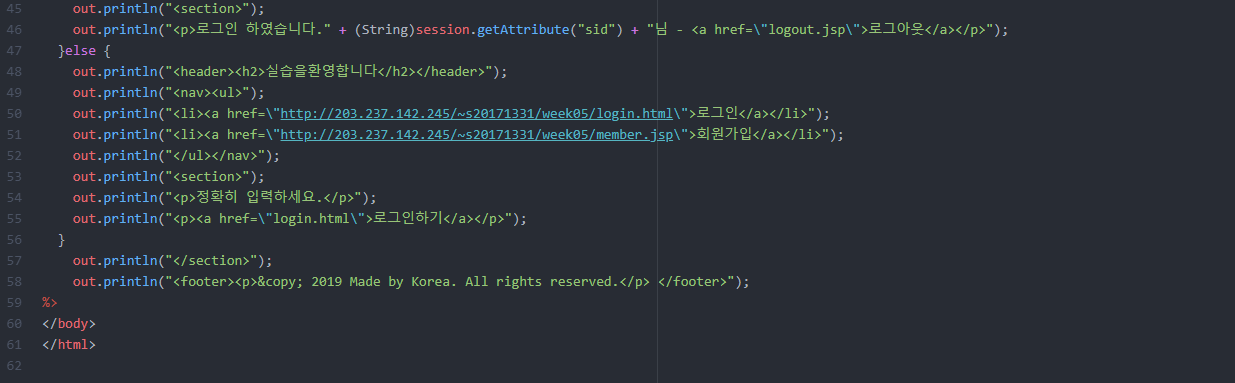 45 out.println("<section>");
46 out.println("<p>로그인 하였습니다." + (String)session.getAttribute("sid") + "님 - <a href=\"logout.jsp\">로그아웃</a></p>");
47 }else {
48 out.println("<header><h2>실습을환영합니다</h2></header>");
49 out.println("<nav><ul>");
50 out.println("<li><a href=\"http://203.237.142.245/~s20171331/week05/login.html\">로그인</a></li>");
51 out.println("<li><a href=\"http://203.237.142.245/~s20171331/week05/member.jsp\">회원가입</a></li>");
52 out.println("</ul></nav>");
53 out.println("<section>");
54 out.println("<p>정확히 입력하세요.</p>");
55 out.println("<p><a href=\"login.html\">로그인하기</a></p>");
56 }
57 out.println("</section>");
58 out.println("<footer><p>&copy; 2019 Made by Korea. All rights reserved.</p> </footer>");
59 %>
60 </body>
61 </html>
62